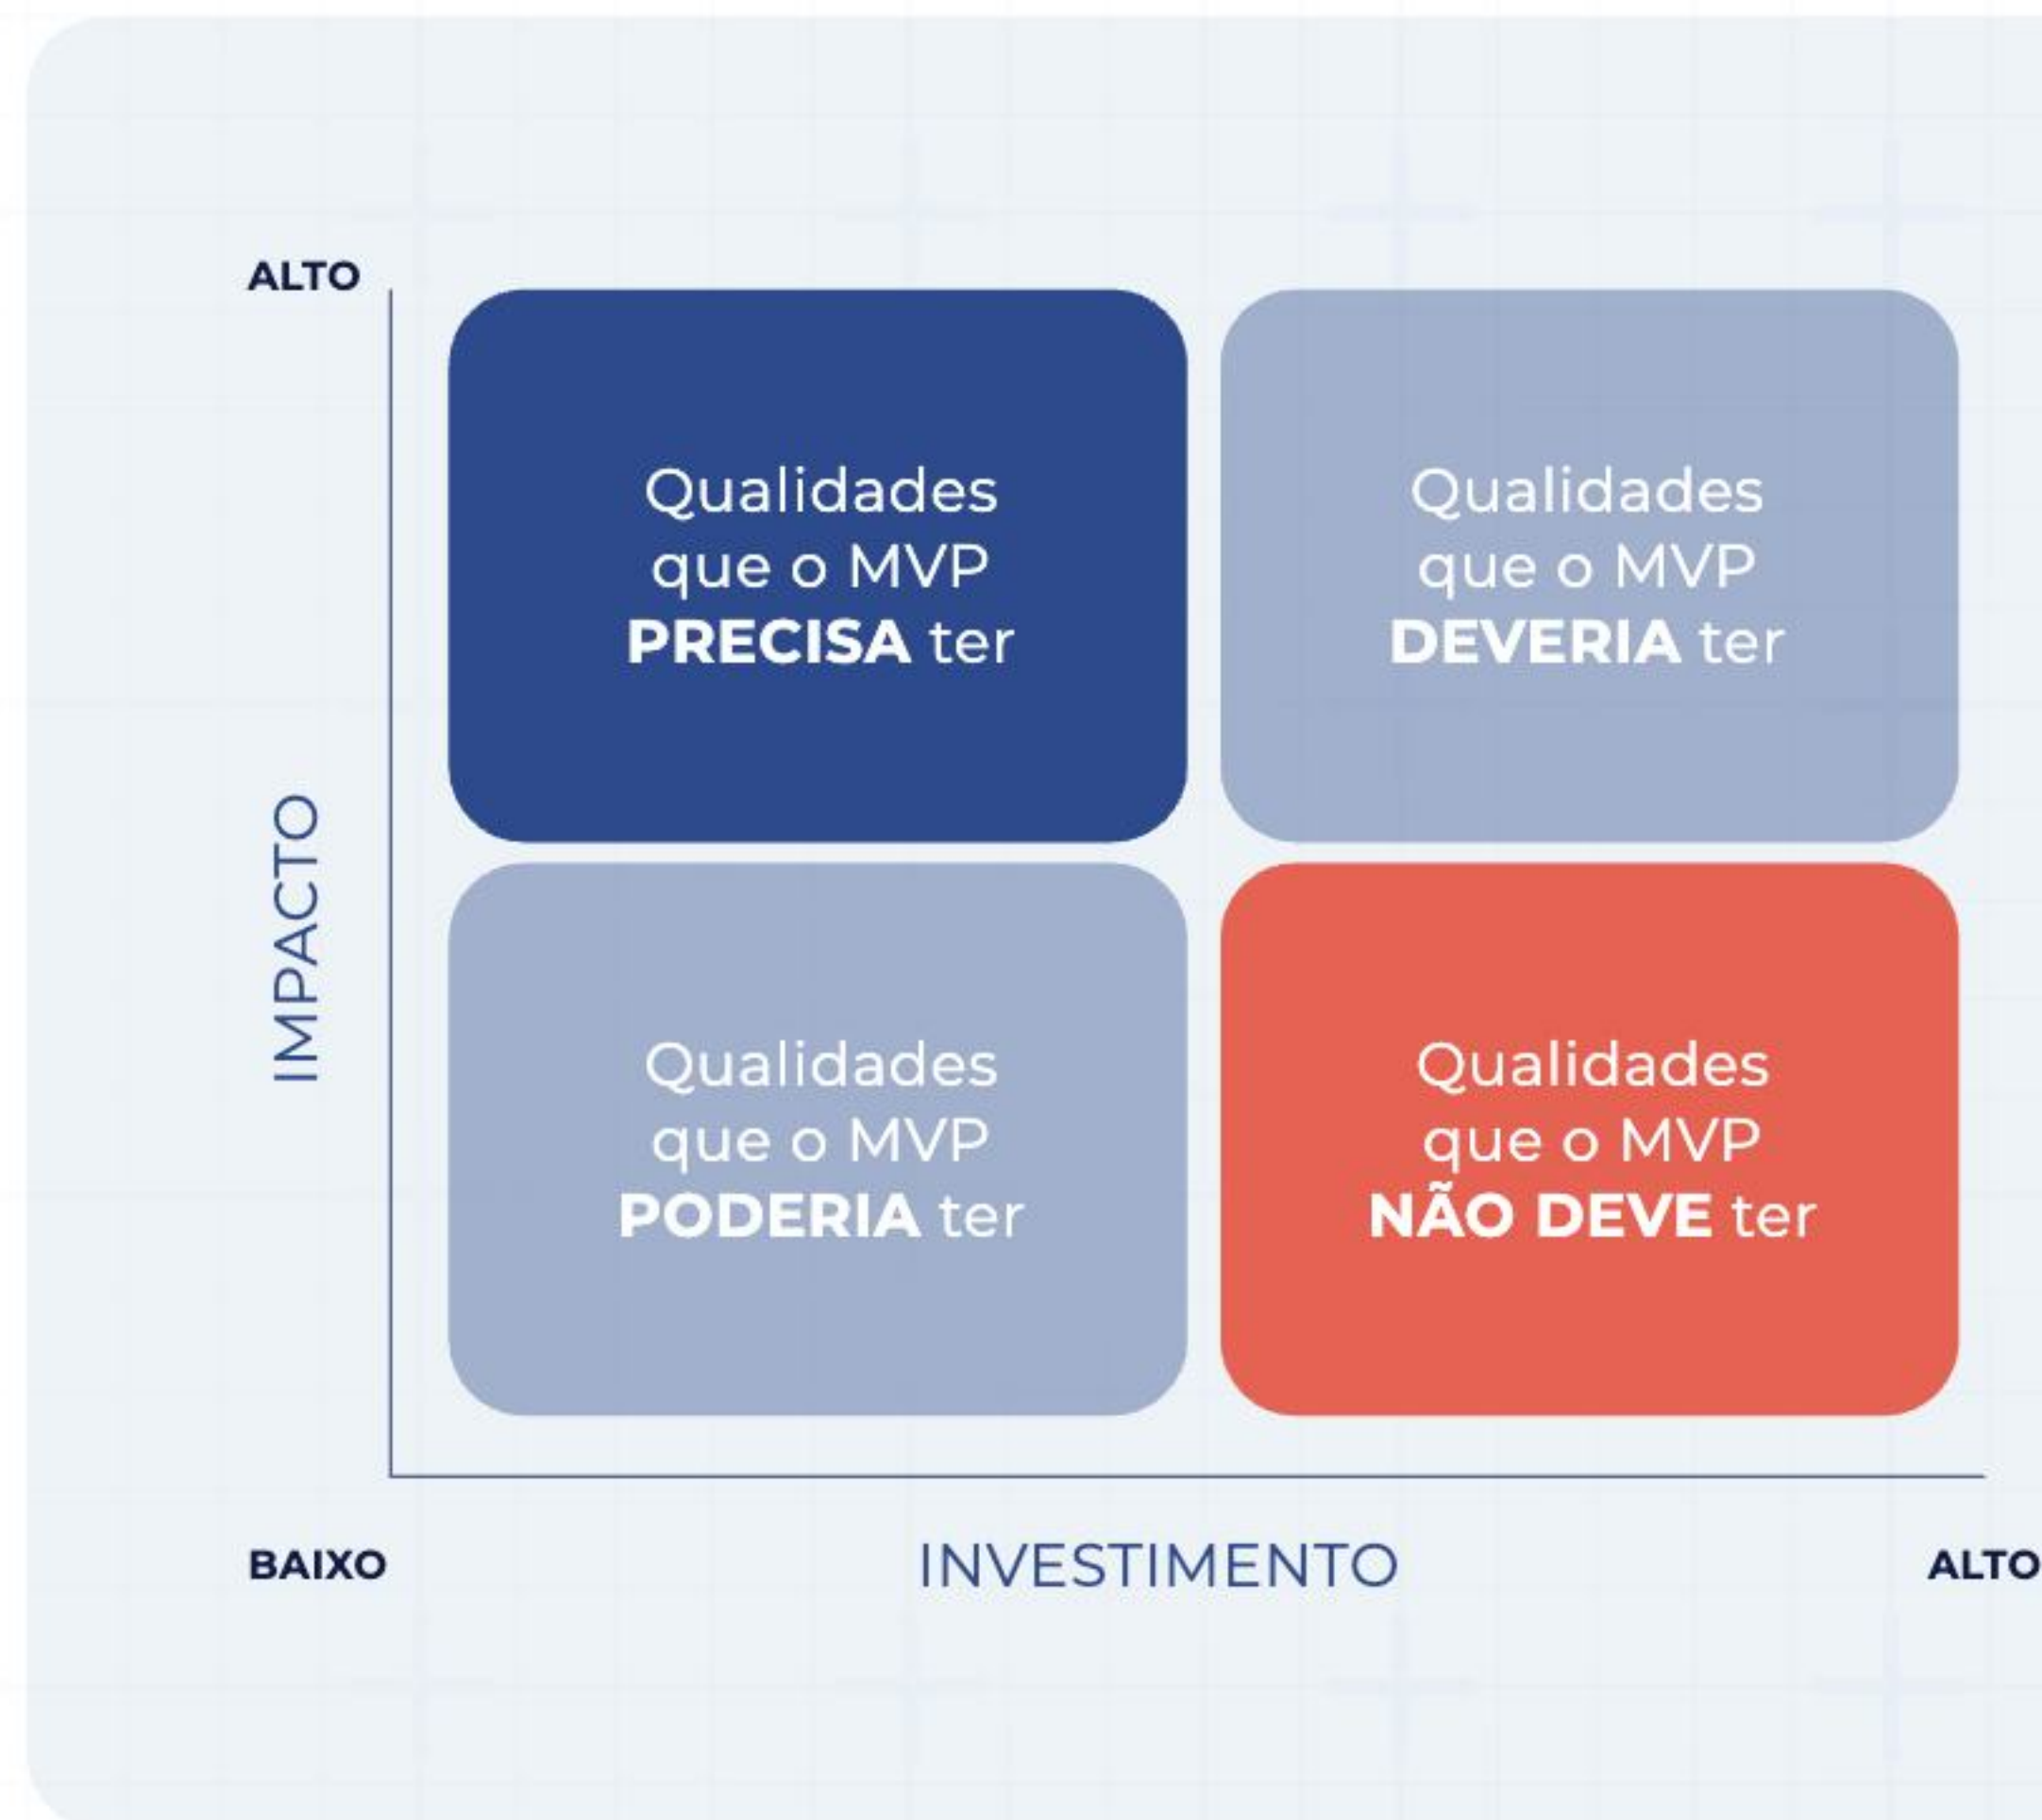 ALTO
Qualidades
que o MVP
PRECISA ter
Qualidades
que o MVP
DEVERIA ter
IMPACTO
Qualidades
que o MVP
PODERIA ter
Qualidades
que o MVP
NÃO DEVE ter
BAIXO
INVESTIMENTO
ALTO